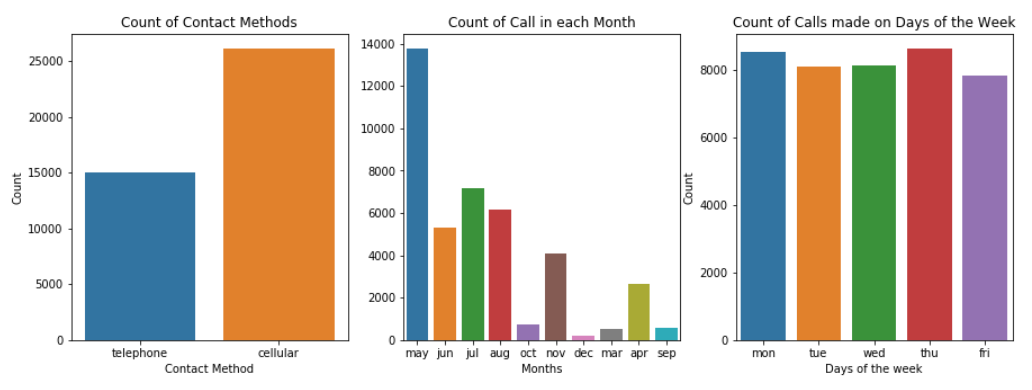 Count of Contact Methods
25000
20000
15000
10000
5000
0
Count
telephone cellular
Contact Method
Count of Call in each Month
14000
12000
10000
8000
6000
4000
2000
0
may jun jul aug oct nov dec mar apr sep
Months
Count of Calls made on Days of the Week
8000
6000
4000
2000
0
Count
mon tue wed thu fri
Days of the week